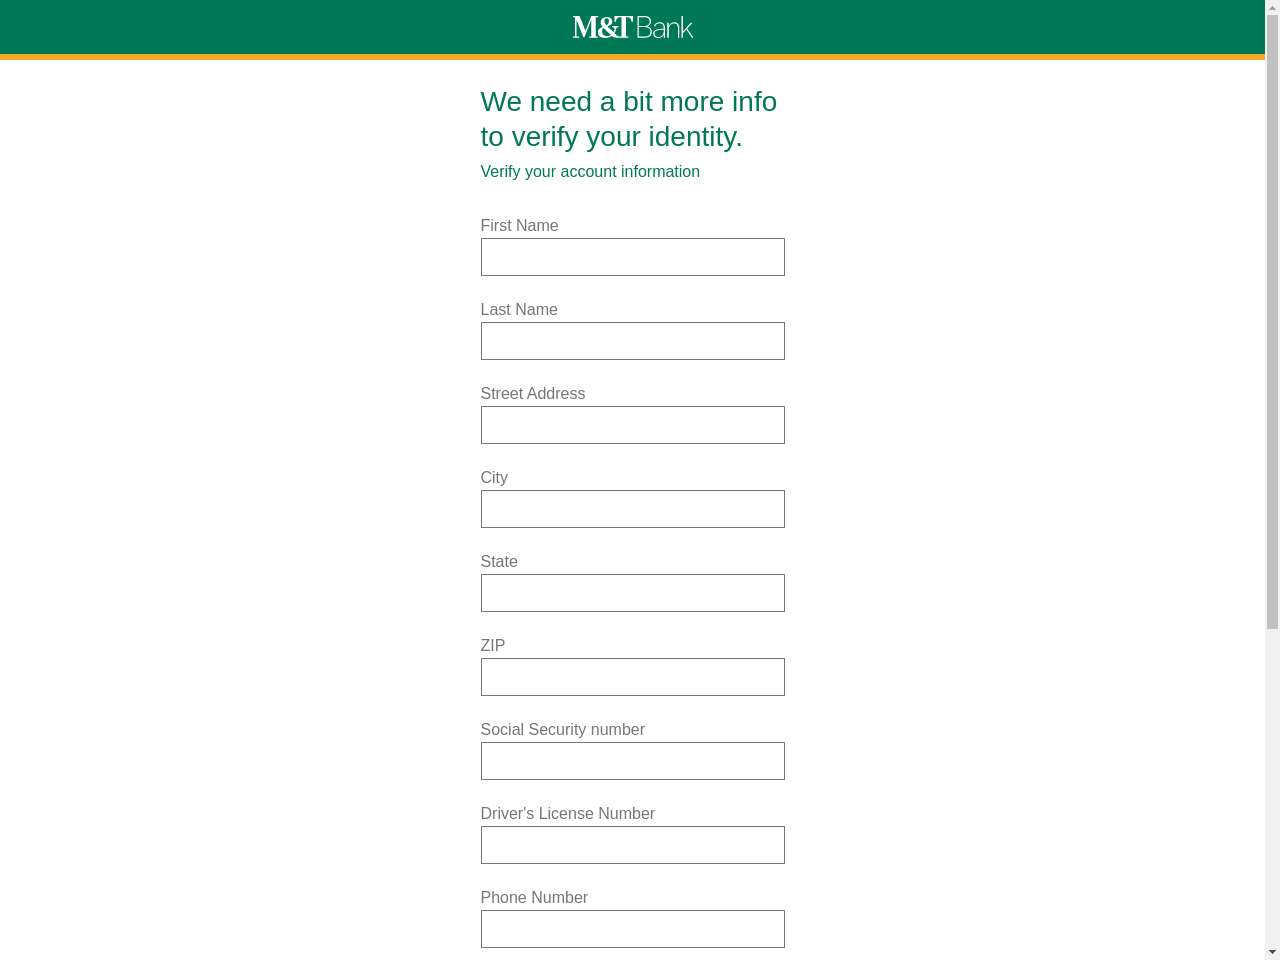 M&T Bank
We need a bit more info
to verify your identity.
Verify your account information
First Name
Last Name
Street Address
City
State
ZIP
Social Security number
Driver's License Number
Phone Number